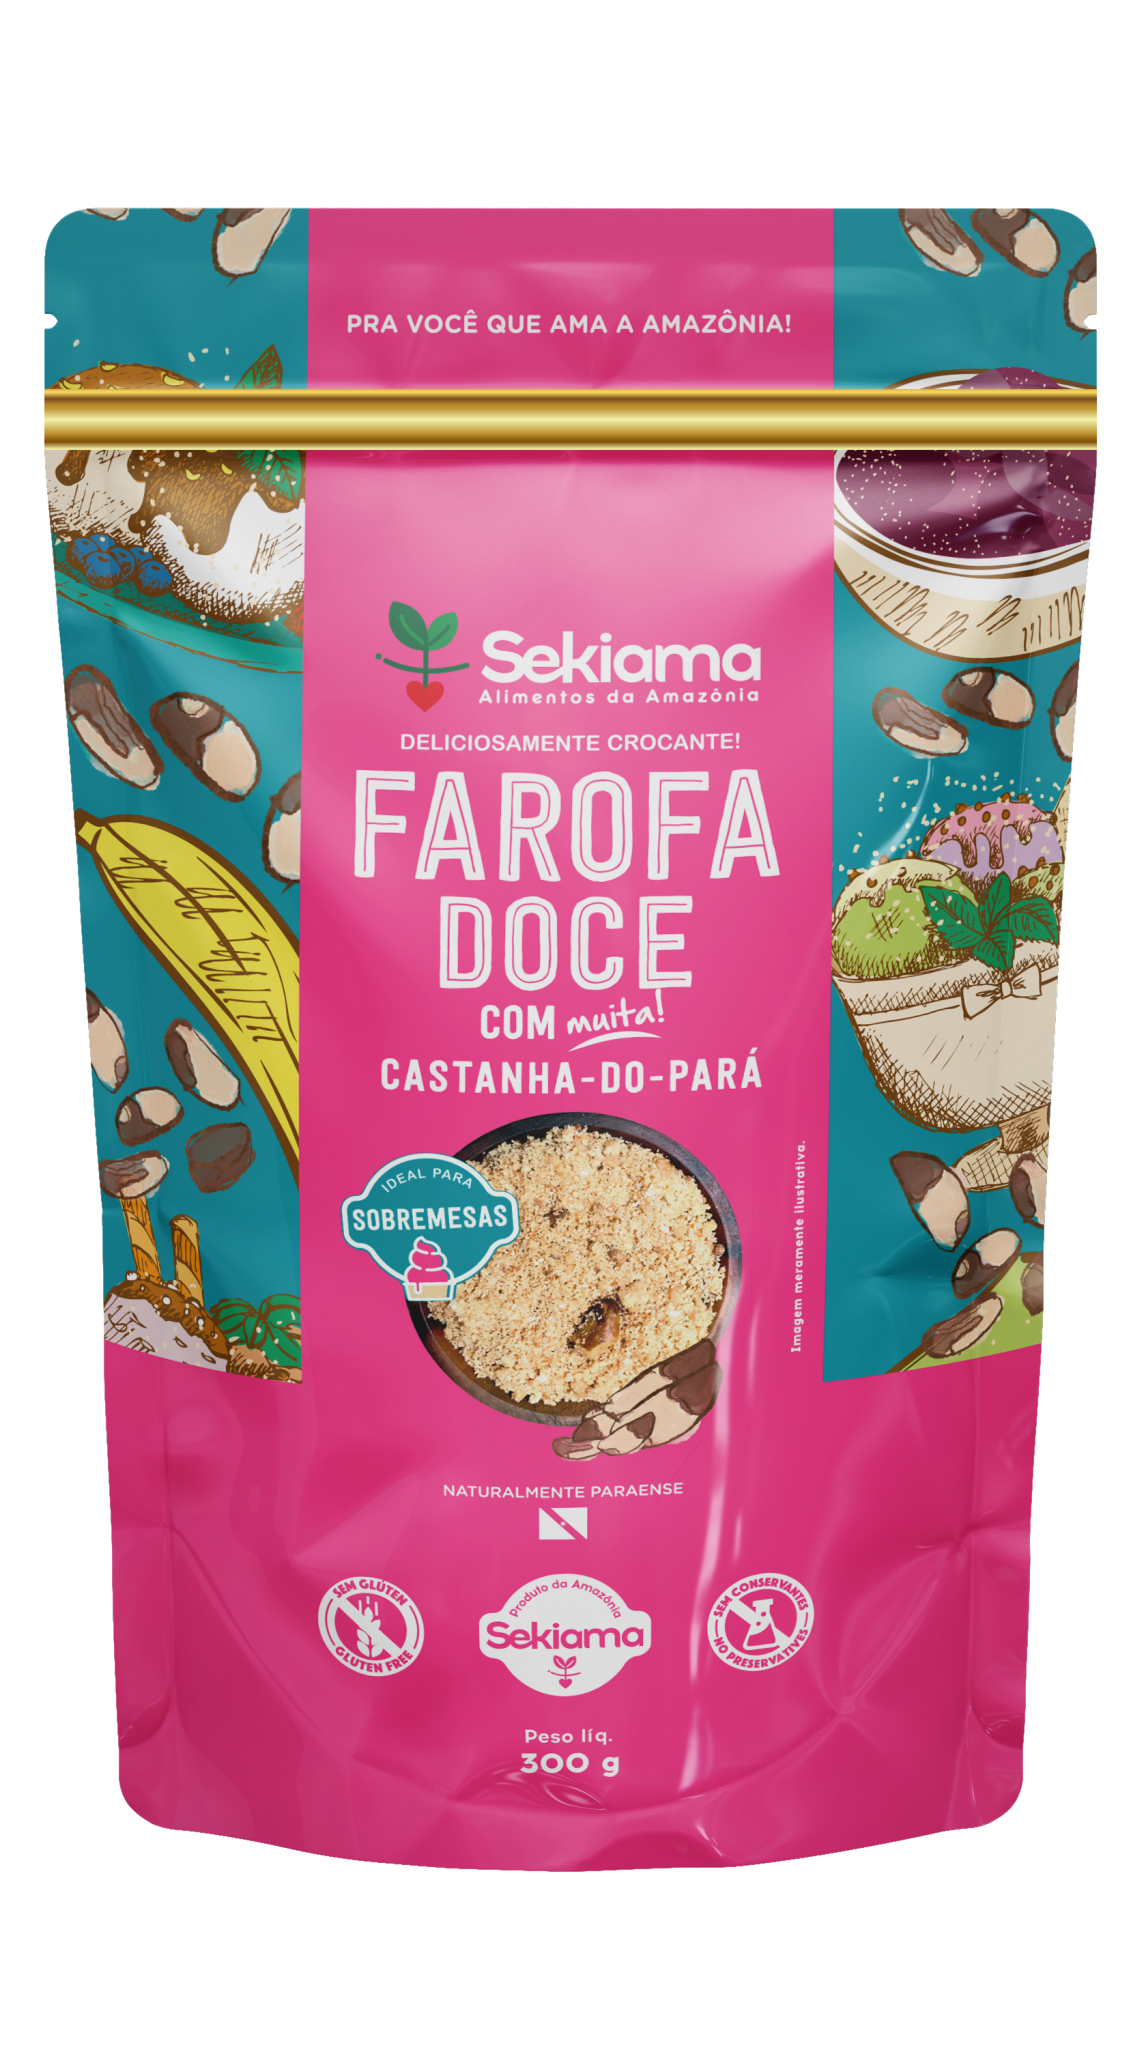 PRA VOCÊ QUE AMA A AMAZÔNIA!
Sekiama
Alimentos da Amazônia
DELICIOSAMENTE CROCANTE!
FAROFA
DOCE
COM muita!
CASTANHA-DO-PARÁ
IDEAL PARA
SOBREMESAS
Imagem meramente ilustrativa.
NATURALMENTE PARAENSE
SEM GLÚTEN
GLUTEN FREE
Produto da Amazônia
Sekiama
SEM CONSERVANTES
NO PRESERVATIVES
Peso líq.
300 g